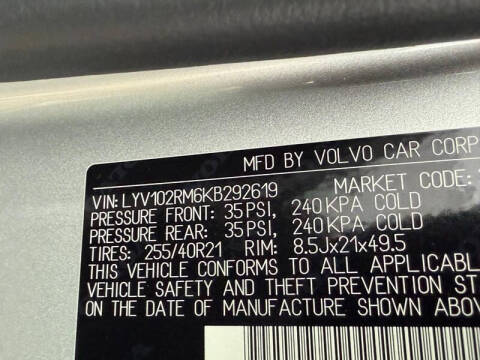 MFD BY VOLVO CAR CORP
VIN: LYV102RM6KB292619 MARKET CODE:
PRESSURE FRONT: 35PSI, 240KPA COLD
PRESSURE REAR: 35PSI, 240KPA COLD
TIRES: 255/40R21 RIM: 8.5Jx21x49.5
THIS VEHICLE CONFORMS TO ALL APPLICABL
VEHICLE SAFETY AND THEFT PREVENTION ST
ON THE DATE OF MANUFACTURE SHOWN ABOV